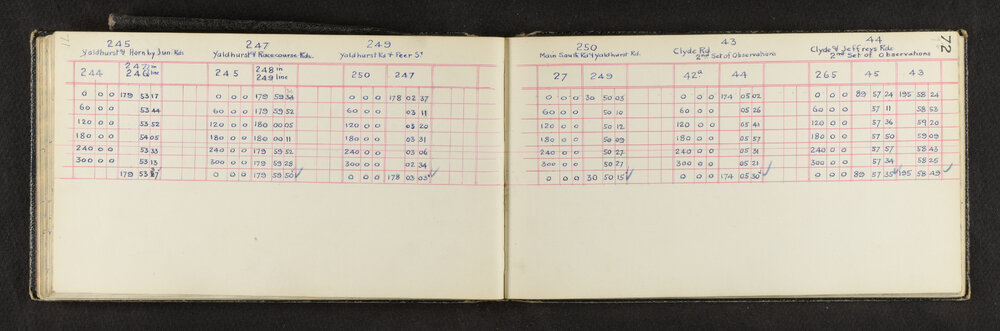 71
245
Yaldhurst & Hornby Jun. Rds
244 247 in 246 line
0 0 0 179 53 17
60 0 0 53 44
120 0 0 53 52
180 0 0 54 05
240 0 0 53 33
300 0 0 53 13
179 53 37
247
Yaldhurst & Racecourse Rds.
245 248 in 249 line
0 0 0 179 59 34
60 0 0 179 59 52
120 0 0 180 00 05
180 0 0 180 00 11
240 0 0 179 59 52
300 0 0 179 59 28
0 0 0 179 59 50
249
Yaldhurst Rd & Peer St
250 247
0 0 0 178 02 37
60 0 0 03 11
120 0 0 03 20
180 0 0 03 31
240 0 0 03 06
300 0 0 02 34
0 0 0 178 03 03
72
250
Main South Rd & Yaldhurst Rd.
27 249
0 0 0 30 50 03
60 0 0 50 10
120 0 0 50 12
180 0 0 50 09
240 0 0 50 27
300 0 0 50 27
0 0 0 30 50 15
43
Clyde Rd
2nd Set of Observations
42a 44
0 0 0 174 05 02
60 0 0 05 26
120 0 0 05 41
180 0 0 05 57
240 0 0 05 31
300 0 0 05 21
0 0 0 174 05 30
44
Clyde & Jeffreys Rds
2nd Set of Observations
265 45 43
0 0 0 89 57 24 195 58 24
60 0 0 57 11 58 53
120 0 0 57 36 59 20
180 0 0 57 50 59 09
240 0 0 57 57 58 43
300 0 0 57 34 58 25
0 0 0 89 57 35 195 58 49